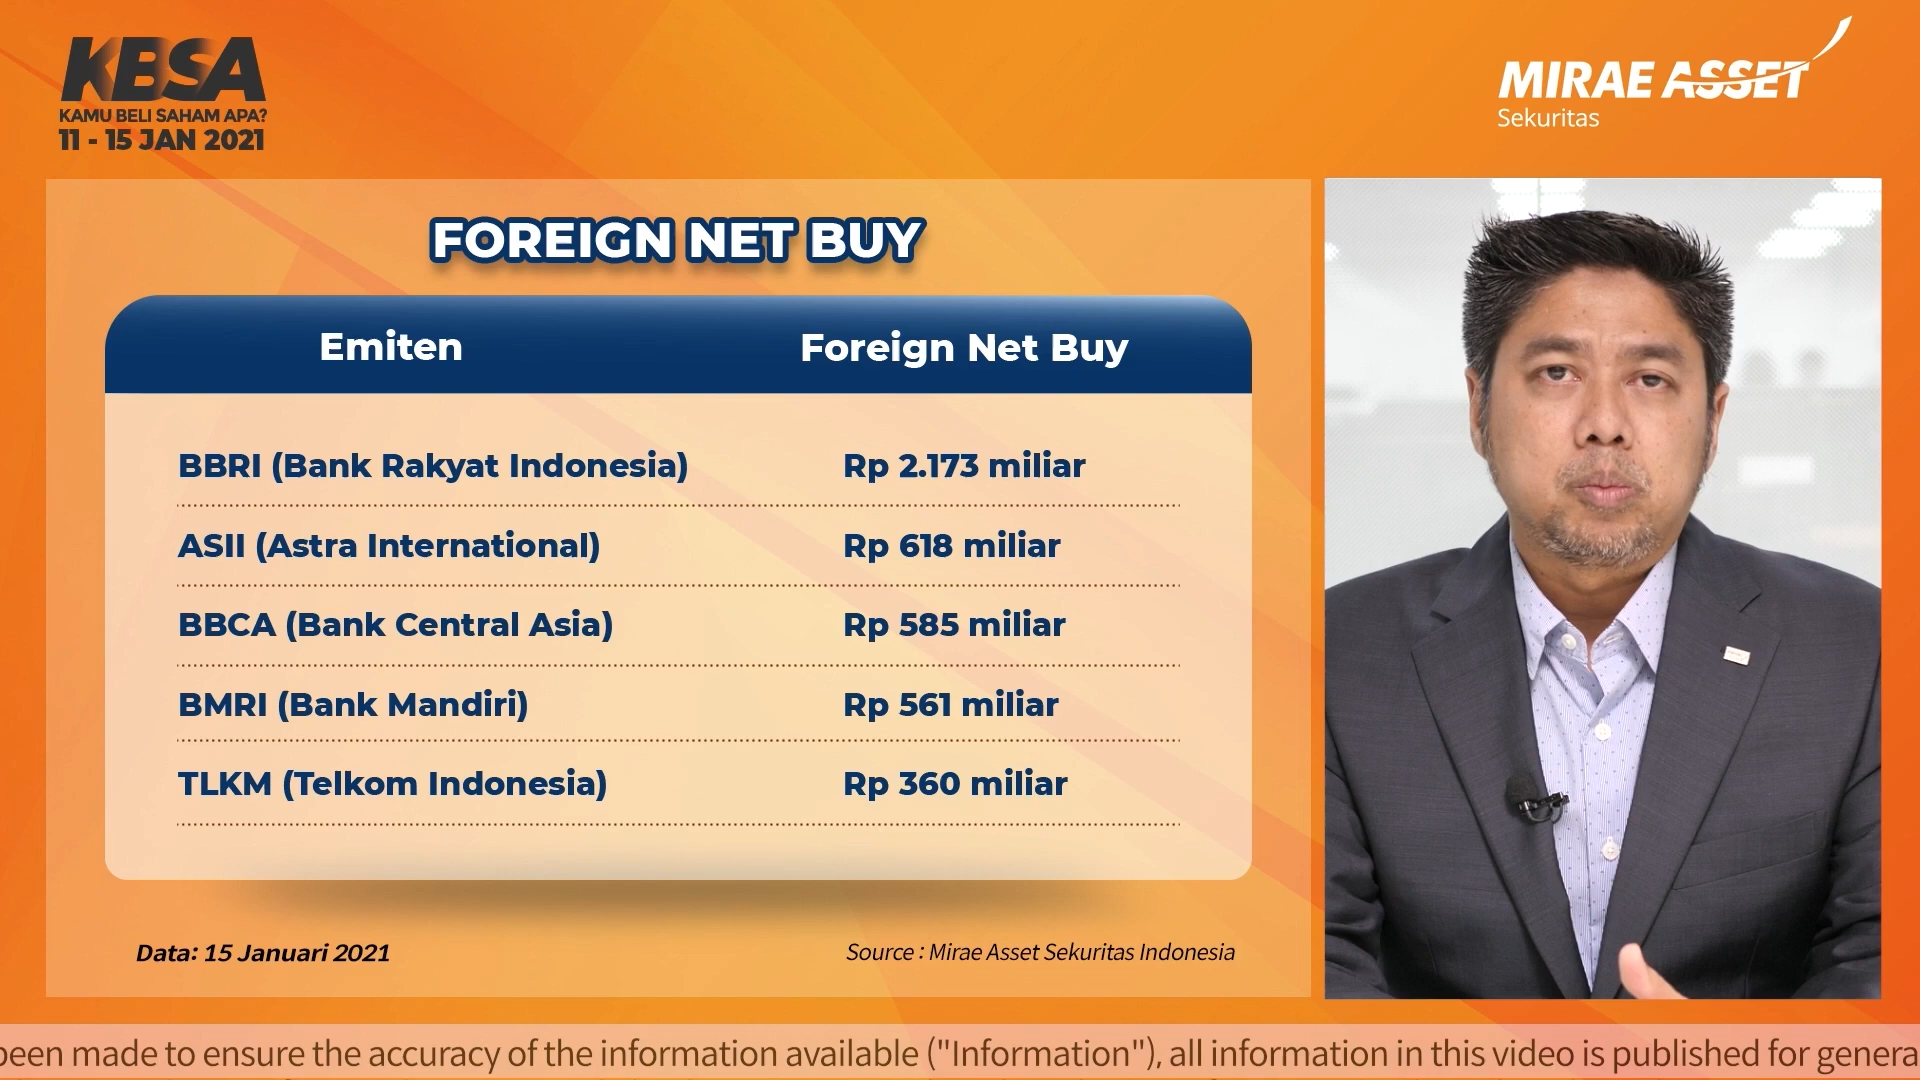 KBSA
KAMU BELI SAHAM APA?
11 - 15 JAN 2021
MIRAE ASSET
Sekuritas
FOREIGN NET BUY
Emiten Foreign Net Buy
BBRI (Bank Rakyat Indonesia) Rp 2.173 miliar
ASII (Astra International) Rp 618 miliar
BBCA (Bank Central Asia) Rp 585 miliar
BMRI (Bank Mandiri) Rp 561 miliar
TLKM (Telkom Indonesia) Rp 360 miliar
Data: 15 Januari 2021
Source : Mirae Asset Sekuritas Indonesia
been made to ensure the accuracy of the information available ("Information"), all information in this video is published for genera